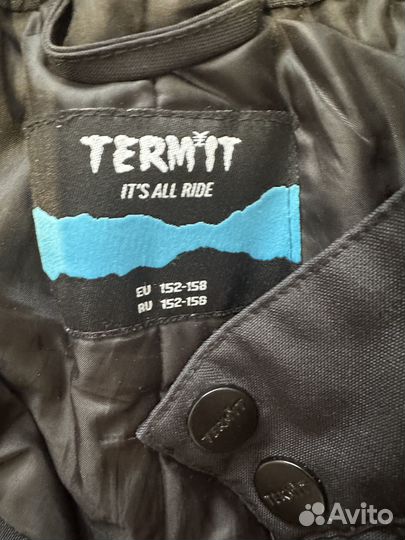 TERMIT
IT'S ALL RIDE
EU 152-158
RU 152-158
TERMIT
TERMIT
Avito